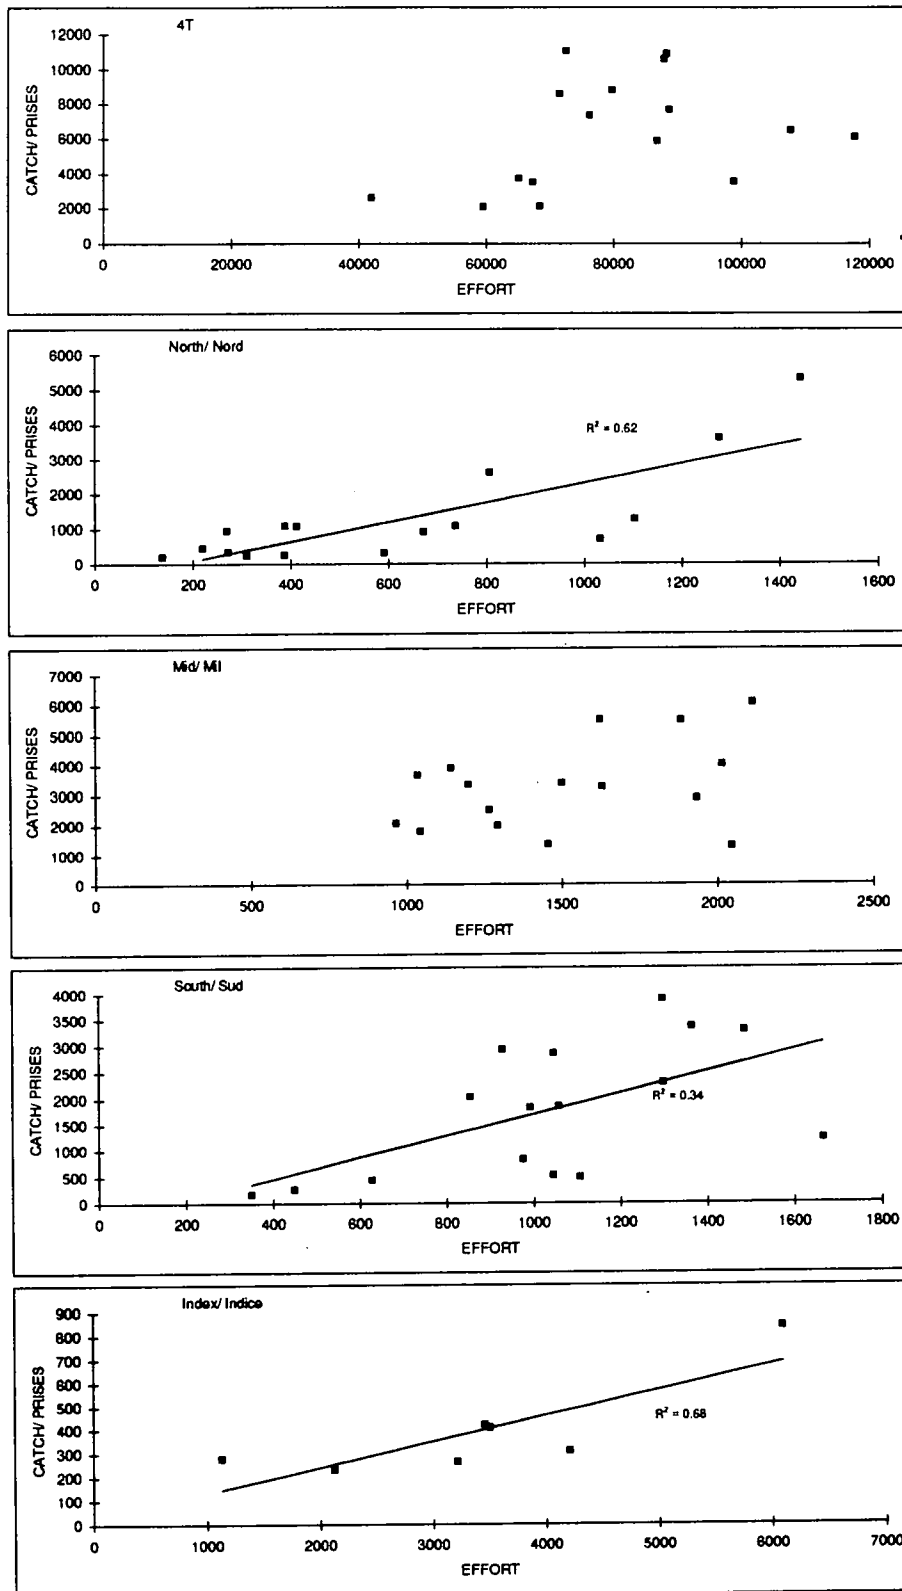 4T
CATCH/ PRISES
12000
10000
8000
6000
4000
2000
0
0 20000 40000 60000 80000 100000 120000
EFFORT
North/ Nord
CATCH/ PRISES
6000
5000
4000
3000
2000
1000
0
R² = 0.62
0 200 400 600 800 1000 1200 1400 1600
EFFORT
Mid/ Mil
CATCH/ PRISES
7000
6000
5000
4000
3000
2000
1000
0
0 500 1000 1500 2000 2500
EFFORT
South/ Sud
CATCH/ PRISES
4000
3500
3000
2500
2000
1500
1000
500
0
R² = 0.34
0 200 400 600 800 1000 1200 1400 1600 1800
EFFORT
Index/ Indice
CATCH/ PRISES
900
800
700
600
500
400
300
200
100
0
R² = 0.68
0 1000 2000 3000 4000 5000 6000 7000
EFFORT